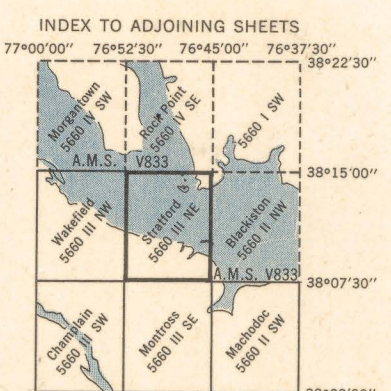 INDEX TO ADJOINING SHEETS
77°00'00" 76°52'30" 76°45'00" 76°37'30"
38°22'30"
Morgantown
5660 IV SW
Rock Point
5660 IV SE
5660 I SW
A.M.S. V833
38°15'00"
Wakefield
5660 III NW
Stratford
5660 III NE
Blackiston
5660 II NW
A.M.S. V833
38°07'30"
Champlain
5660 III SW
Montross
5660 III SE
Machodoc
5660 II SW